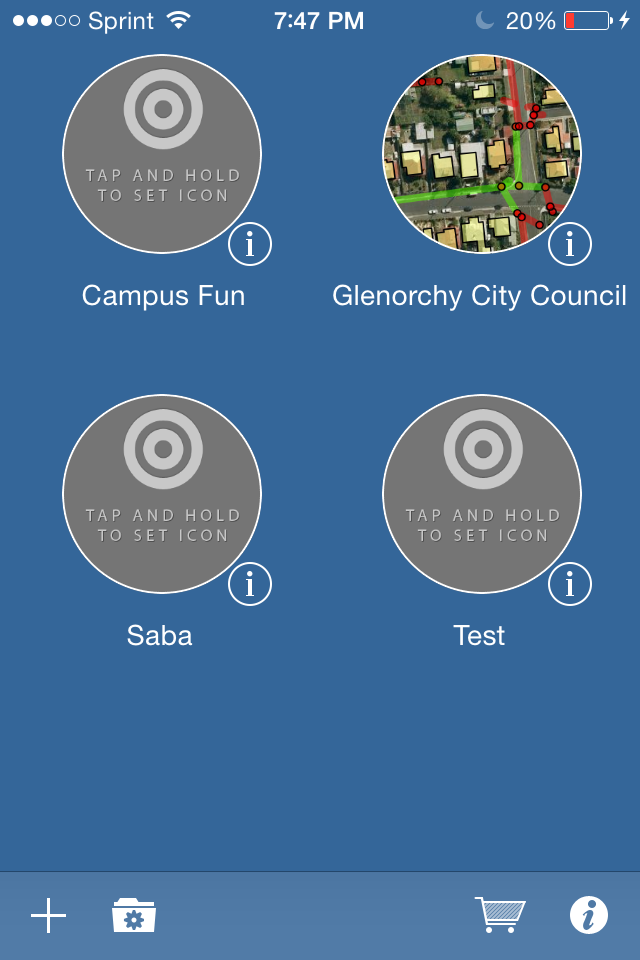 Sprint 7:47 PM 20%
TAP AND HOLD
TO SET ICON
Campus Fun
Glenorchy City Council
TAP AND HOLD
TO SET ICON
Saba
TAP AND HOLD
TO SET ICON
Test